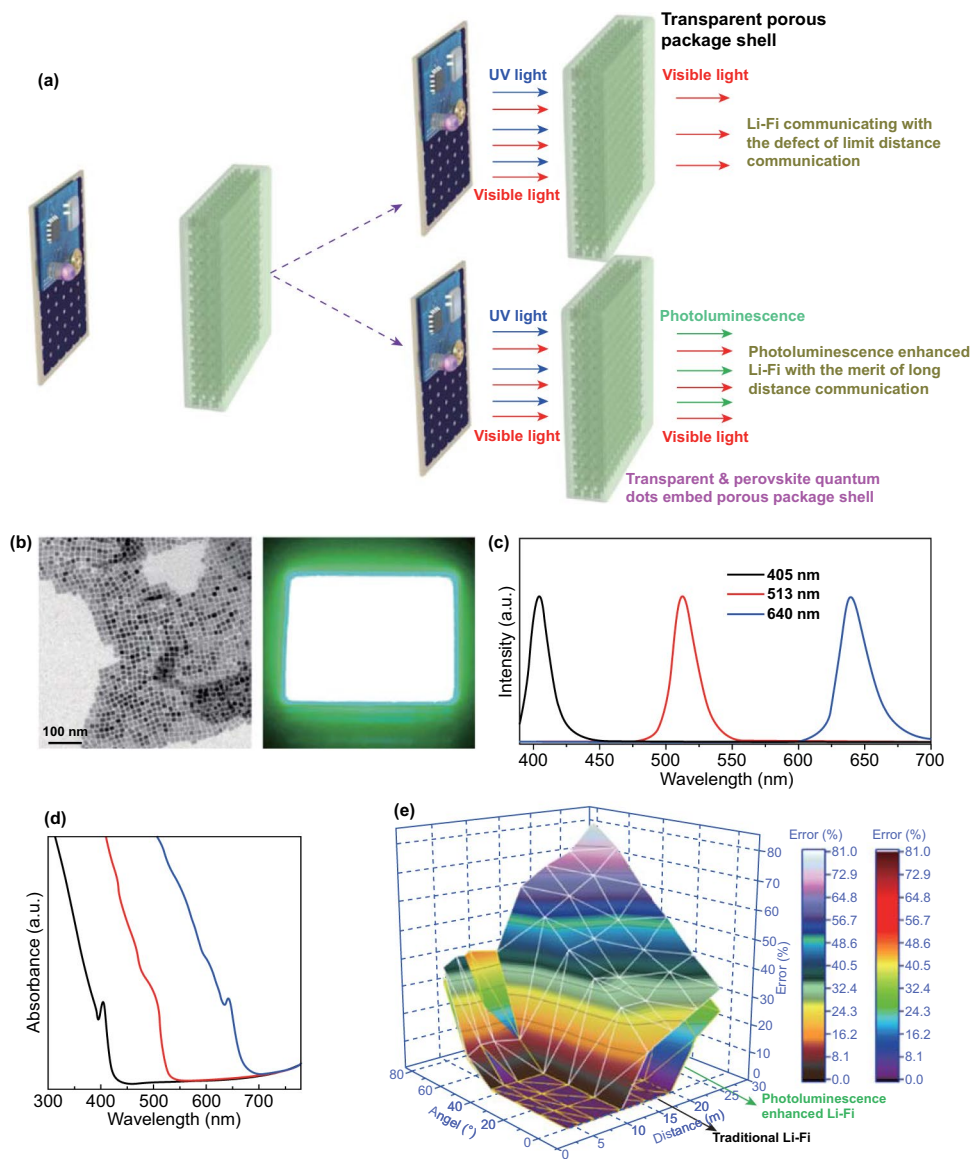 (a)
Transparent porous
package shell
UV light
Visible light
Visible light
Li-Fi communicating with
the defect of limit distance
communication
UV light
Visible light
Photoluminescence
Photoluminescence enhanced
Li-Fi with the merit of long
distance communication
Visible light
Transparent & perovskite quantum
dots embed porous package shell
(b)
100 nm
(c)
405 nm
513 nm
640 nm
Intensity (a.u.)
400 450 500 550 600 650 700
Wavelength (nm)
(d)
Absorbance (a.u.)
300 400 500 600 700
Wavelength (nm)
(e)
80
70
60
50
40
30
20
10
0
Error (%)
80
60
40
20
0
Angel (°)
0
5
10
15
20
25
30
Distance (m)
Error (%) Error (%)
81.0 81.0
72.9 72.9
64.8 64.8
56.7 56.7
48.6 48.6
40.5 40.5
32.4 32.4
24.3 24.3
16.2 16.2
8.1 8.1
0.0 0.0
Photoluminescence
enhanced Li-Fi
Traditional Li-Fi